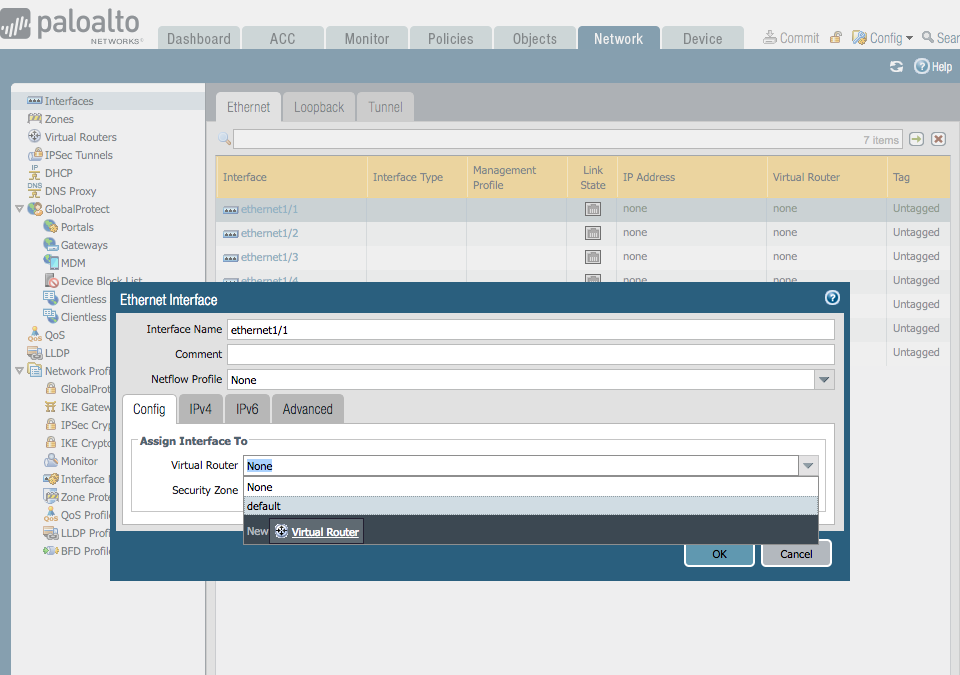 paloalto
NETWORKS®
Dashboard
ACC
Monitor
Policies
Objects
Network
Device
Commit
Config
Sear
Help
Interfaces
Zones
Virtual Routers
IPSec Tunnels
DHCP
DNS Proxy
GlobalProtect
Portals
Gateways
MDM
Device Block List
Clientless
Clientless
QoS
LLDP
Network Profi
GlobalProt
IKE Gatew
IPSec Cryp
IKE Crypto
Monitor
Interface
Zone Prote
QoS Profile
LLDP Profi
BFD Profile
Ethernet
Loopback
Tunnel
7 items
Interface
Interface Type
Management
Profile
Link
State
IP Address
Virtual Router
Tag
ethernet1/1 none none Untagged
ethernet1/2 none none Untagged
ethernet1/3 none none Untagged
ethernet1/4 none none Untagged
Untagged
Untagged
Untagged
Ethernet Interface
Interface Name ethernet1/1
Comment
Netflow Profile None
Config
IPv4
IPv6
Advanced
Assign Interface To
Virtual Router None
Security Zone
None
default
New Virtual Router
OK
Cancel